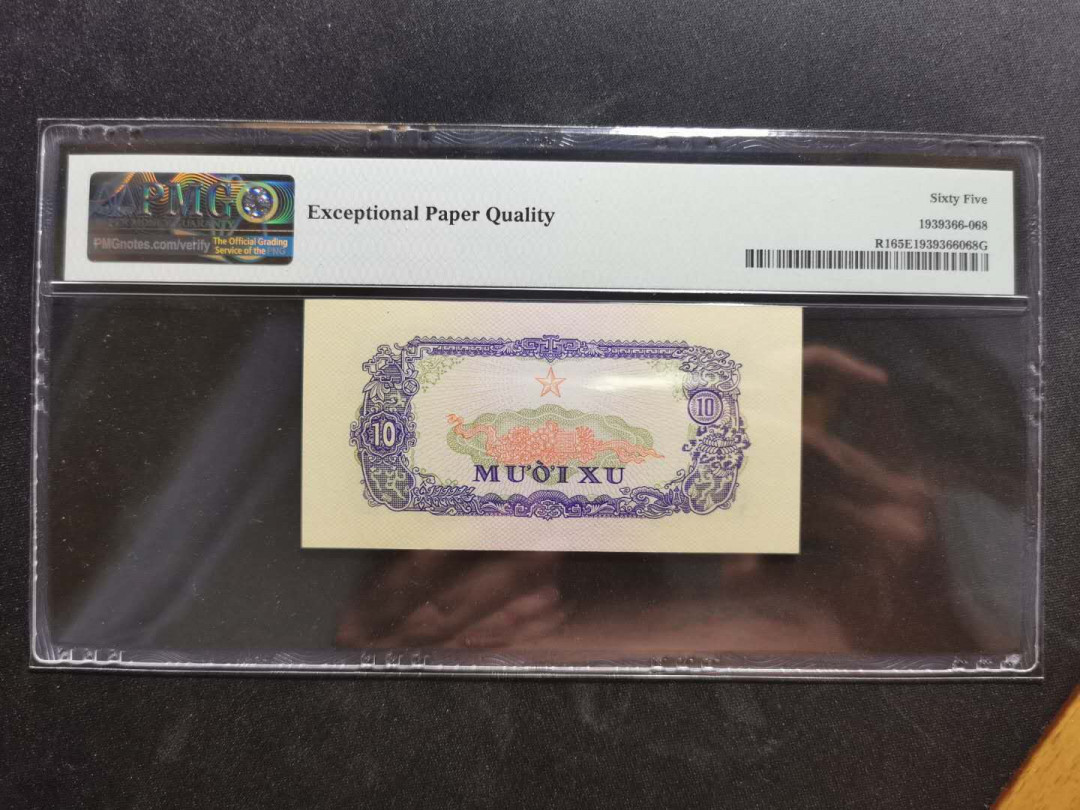 PMG
PMGnotes.com/verify
The Official Grading
Service of the PNG
Exceptional Paper Quality
Sixty Five
1939366-068
R165E1939366068G
10
10
MƯỜI XU